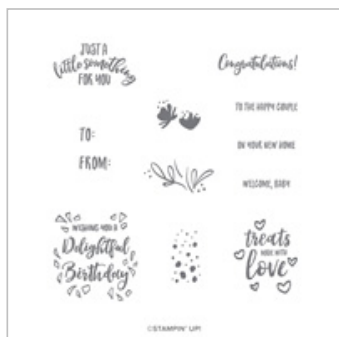 JUST A
little something
FOR YOU
Congratulations!
TO THE HAPPY COUPLE
TO:
ON YOUR NEW HOME
FROM:
WELCOME, BABY
WISHING YOU A
Delightful
Birthday
treats
MADE WITH
love
©STAMPIN' UP!